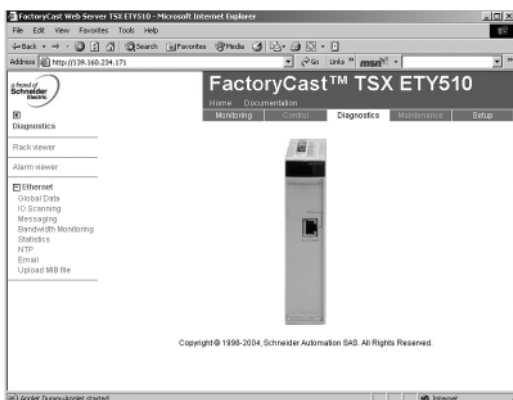 FactoryCast Web Server TSX ETY510 - Microsoft Internet Explorer
File Edit View Favorites Tools Help
Back Search Favorites Media
Address http://139.160.234.171 Go Links msn
a brand of
Schneider
Electric
FactoryCast™ TSX ETY510
Home Documentation
Monitoring Control Diagnostics Maintenance Setup
Diagnostics
Rack viewer
Alarm viewer
Ethernet
Global Data
IO Scanning
Messaging
Bandwidth Monitoring
Statistics
NTP
Email
Upload MIB file
Copyright © 1998-2004, Schneider Automation SAS. All Rights Reserved.
started Internet